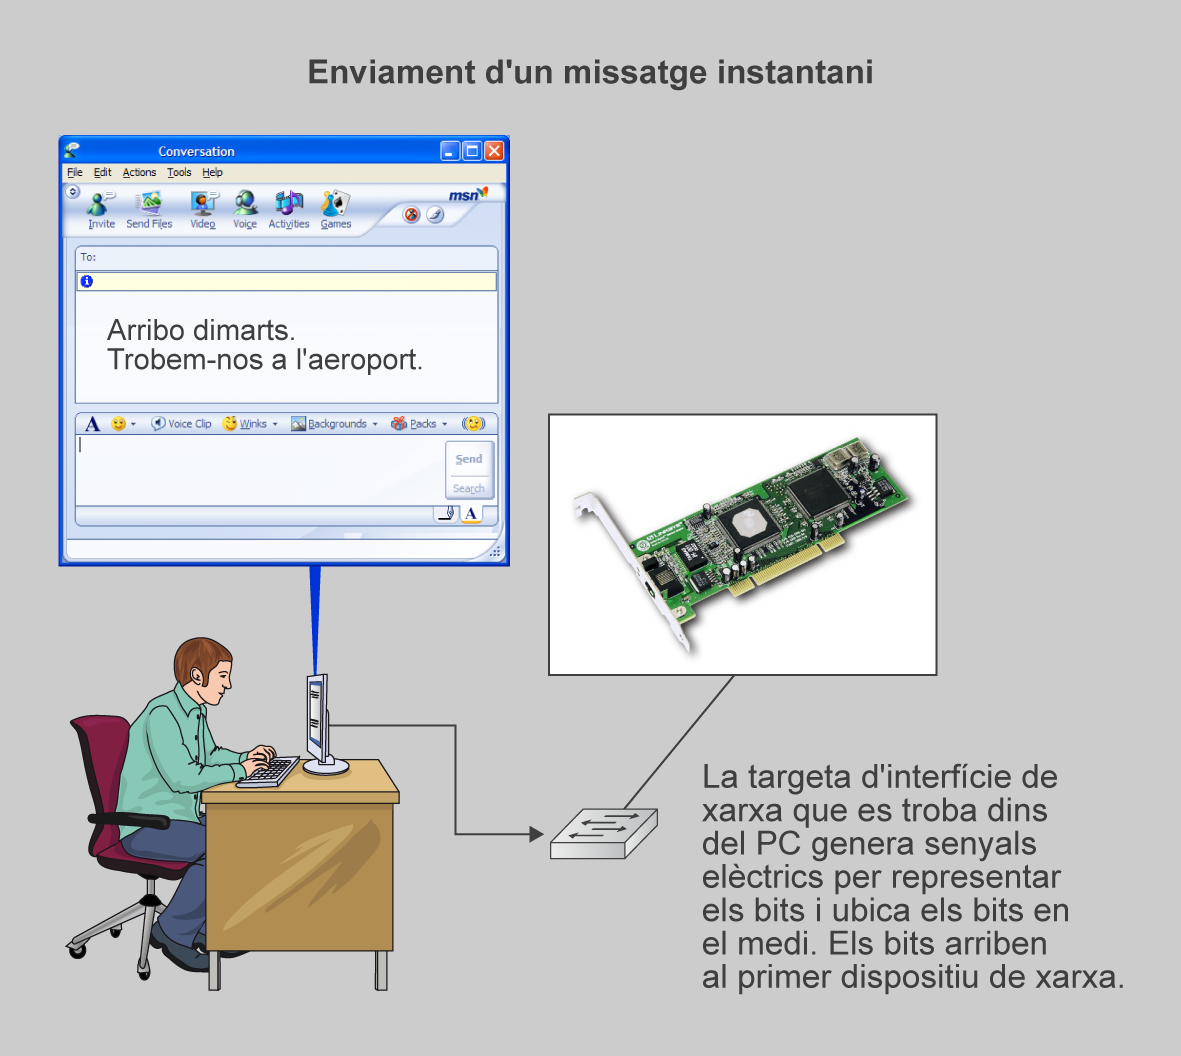 Enviament d'un missatge instantani
Conversation
File Edit Actions Tools Help
msn
Invite Send Files Video Voice Activities Games
To:
Arribo dimarts.
Trobem-nos a l'aeroport.
A Voice Clip Winks Backgrounds Packs
Send
Search
A
LINKSYS
La targeta d'interfície de
xarxa que es troba dins
del PC genera senyals
elèctrics per representar
els bits i ubica els bits en
el medi. Els bits arriben
al primer dispositiu de xarxa.